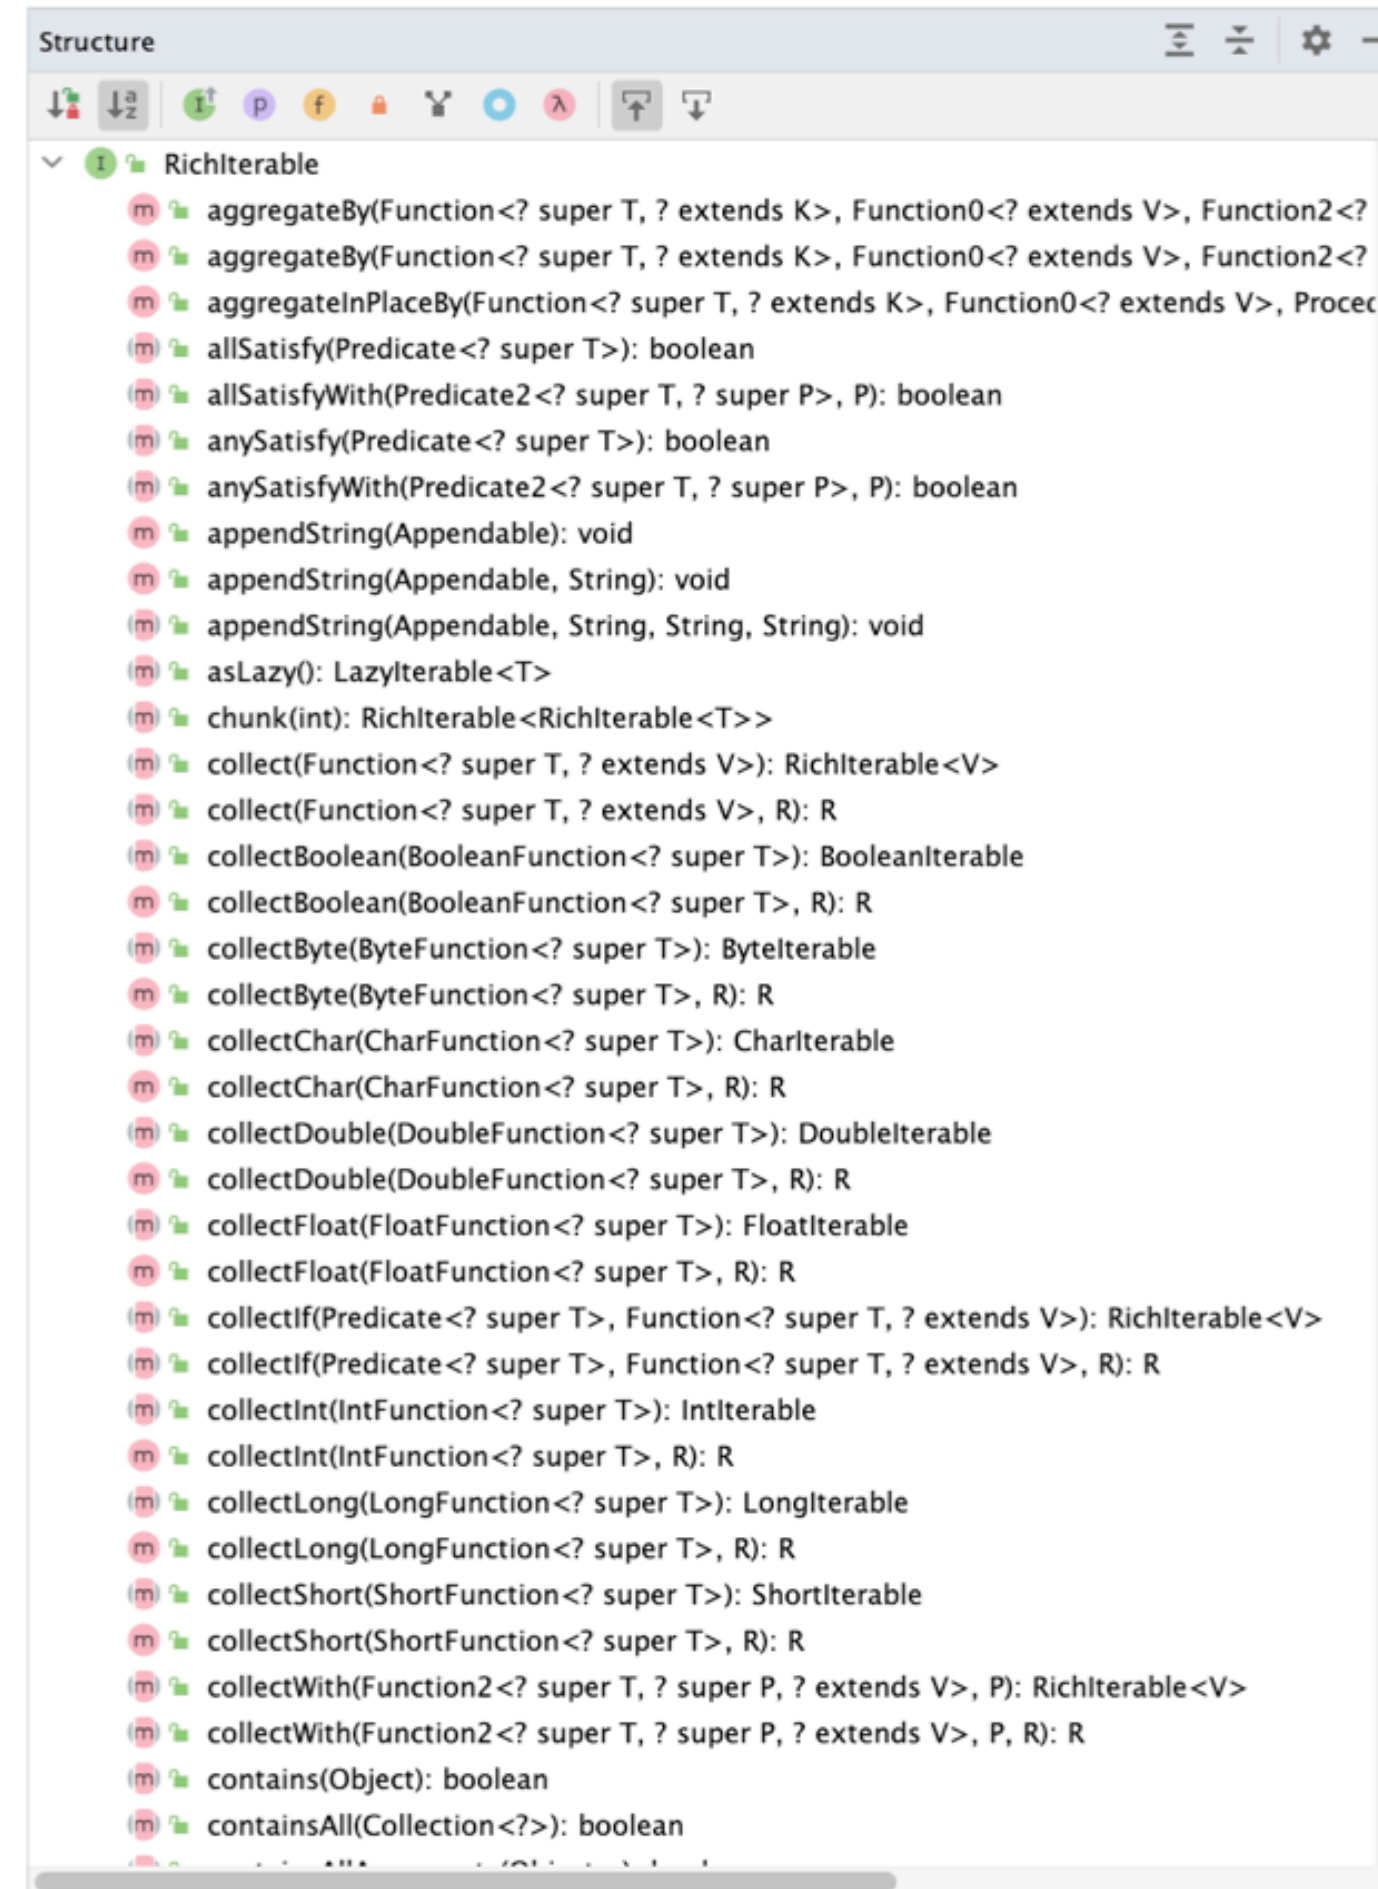 Structure
RichIterable
aggregateBy(Function<? super T, ? extends K>, Function0<? extends V>, Function2<?
aggregateBy(Function<? super T, ? extends K>, Function0<? extends V>, Function2<?
aggregateInPlaceBy(Function<? super T, ? extends K>, Function0<? extends V>, Proced
allSatisfy(Predicate<? super T>): boolean
allSatisfyWith(Predicate2<? super T, ? super P>, P): boolean
anySatisfy(Predicate<? super T>): boolean
anySatisfyWith(Predicate2<? super T, ? super P>, P): boolean
appendString(Appendable): void
appendString(Appendable, String): void
appendString(Appendable, String, String, String): void
asLazy(): LazyIterable<T>
chunk(int): RichIterable<RichIterable<T>>
collect(Function<? super T, ? extends V>): RichIterable<V>
collect(Function<? super T, ? extends V>, R): R
collectBoolean(BooleanFunction<? super T>): BooleanIterable
collectBoolean(BooleanFunction<? super T>, R): R
collectByte(ByteFunction<? super T>): ByteIterable
collectByte(ByteFunction<? super T>, R): R
collectChar(CharFunction<? super T>): CharIterable
collectChar(CharFunction<? super T>, R): R
collectDouble(DoubleFunction<? super T>): DoubleIterable
collectDouble(DoubleFunction<? super T>, R): R
collectFloat(FloatFunction<? super T>): FloatIterable
collectFloat(FloatFunction<? super T>, R): R
collectIf(Predicate<? super T>, Function<? super T, ? extends V>): RichIterable<V>
collectIf(Predicate<? super T>, Function<? super T, ? extends V>, R): R
collectInt(IntFunction<? super T>): IntIterable
collectInt(IntFunction<? super T>, R): R
collectLong(LongFunction<? super T>): LongIterable
collectLong(LongFunction<? super T>, R): R
collectShort(ShortFunction<? super T>): ShortIterable
collectShort(ShortFunction<? super T>, R): R
collectWith(Function2<? super T, ? super P, ? extends V>, P): RichIterable<V>
collectWith(Function2<? super T, ? super P, ? extends V>, P, R): R
contains(Object): boolean
containsAll(Collection<?>): boolean